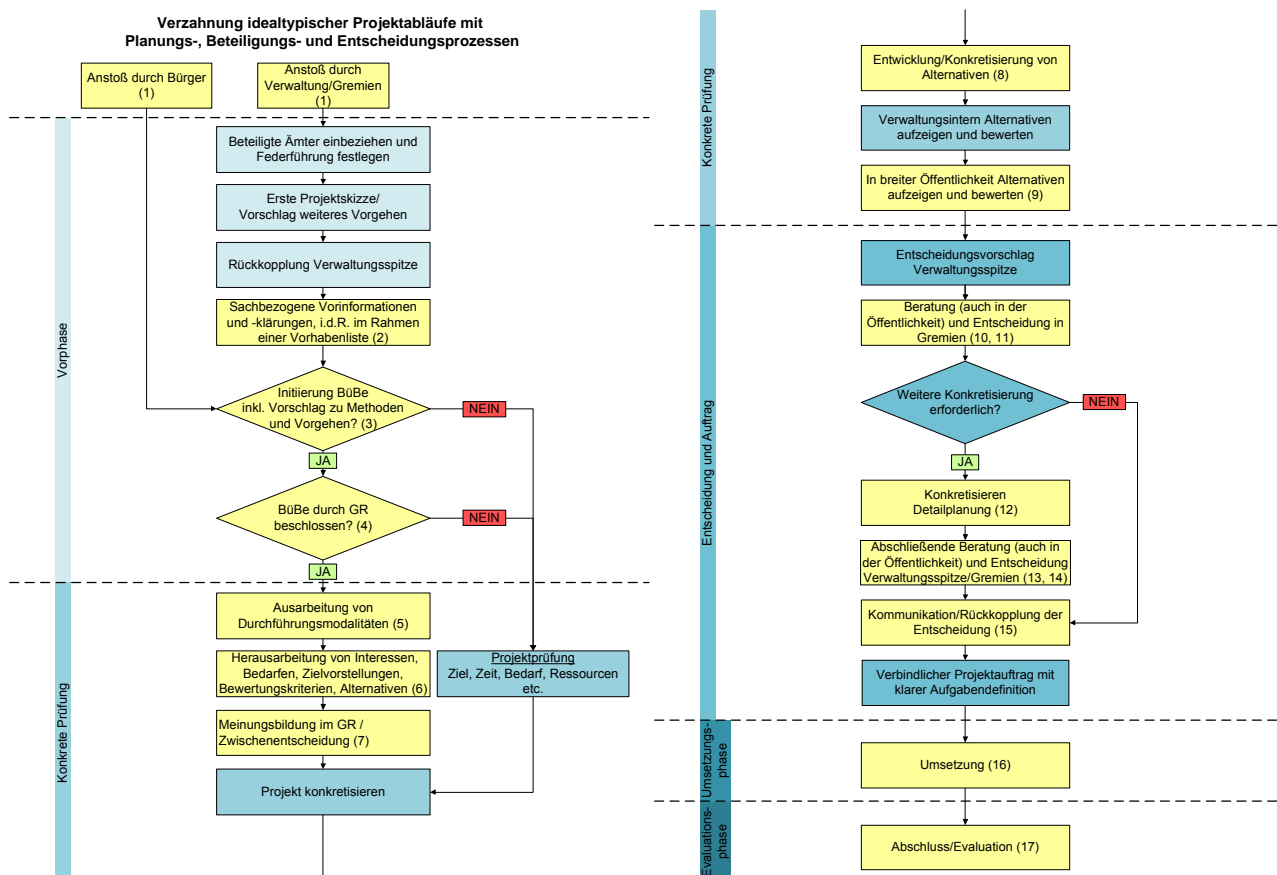 Verzahnung idealtypischer Projektabläufe mit
Planungs-, Beteiligungs- und Entscheidungsprozessen
Anstoß durch Bürger
(1)
Anstoß durch
Verwaltung/Gremien
(1)
Vorphase
Beteiligte Ämter einbeziehen und
Federführung festlegen
Erste Projektskizze/
Vorschlag weiteres Vorgehen
Rückkopplung Verwaltungsspitze
Sachbezogene Vorinformationen
und -klärungen, i.d.R. im Rahmen
einer Vorhabenliste (2)
Initiierung BüBe
inkl. Vorschlag zu Methoden
und Vorgehen? (3)
NEIN
JA
BüBe durch GR
beschlossen? (4)
NEIN
JA
Konkrete Prüfung
Ausarbeitung von
Durchführungsmodalitäten (5)
Herausarbeitung von Interessen,
Bedarfen, Zielvorstellungen,
Bewertungskriterien, Alternativen (6)
Projektprüfung
Ziel, Zeit, Bedarf, Ressourcen
etc.
Meinungsbildung im GR /
Zwischenentscheidung (7)
Projekt konkretisieren
Konkrete Prüfung
Entwicklung/Konkretisierung von
Alternativen (8)
Verwaltungsintern Alternativen
aufzeigen und bewerten
In breiter Öffentlichkeit Alternativen
aufzeigen und bewerten (9)
Entscheidung und Auftrag
Entscheidungsvorschlag
Verwaltungsspitze
Beratung (auch in der
Öffentlichkeit) und Entscheidung in
Gremien (10, 11)
Weitere Konkretisierung
erforderlich?
NEIN
JA
Konkretisieren
Detailplanung (12)
Abschließende Beratung (auch in
der Öffentlichkeit) und Entscheidung
Verwaltungsspitze/Gremien (13, 14)
Kommunikation/Rückkopplung der
Entscheidung (15)
Verbindlicher Projektauftrag mit
klarer Aufgabendefinition
Umsetzungs-
phase
Umsetzung (16)
Evaluations-
phase
Abschluss/Evaluation (17)